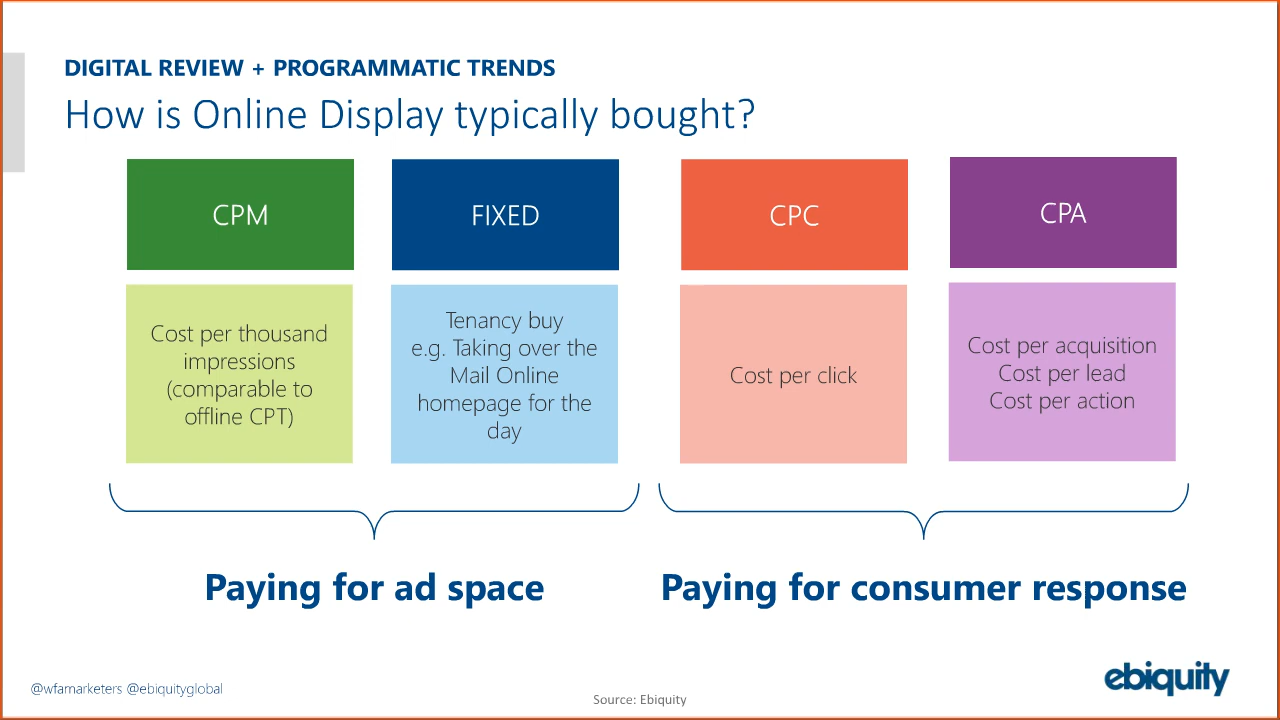 DIGITAL REVIEW + PROGRAMMATIC TRENDS
How is Online Display typically bought?
CPM
Cost per thousand
impressions
(comparable to
offline CPT)
FIXED
Tenancy buy
e.g. Taking over the
Mail Online
homepage for the
day
CPC
Cost per click
CPA
Cost per acquisition
Cost per lead
Cost per action
Paying for ad space
Paying for consumer response
@wfamarketers @ebiquityglobal
Source: Ebiquity
ebiquity